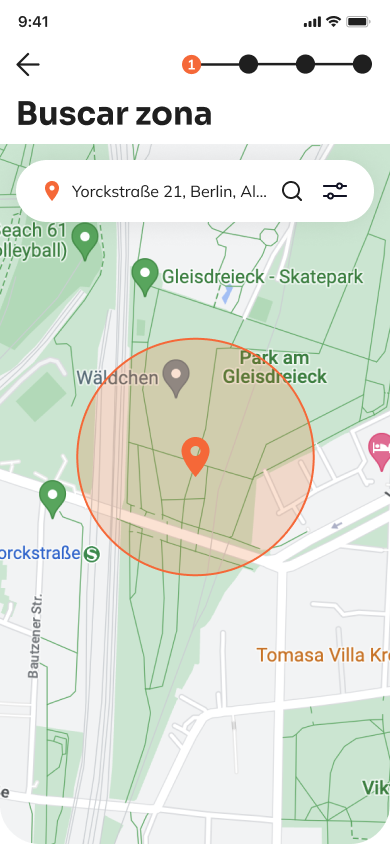 9:41
1
Buscar zona
Yorckstraße 21, Berlin, Al...
each 61
olleyball)
Gleisdreieck - Skatepark
Park am
Gleisdreieck
Wäldchen
orckstraße S
Bautzener Str.
Tomasa Villa Kr
Vik